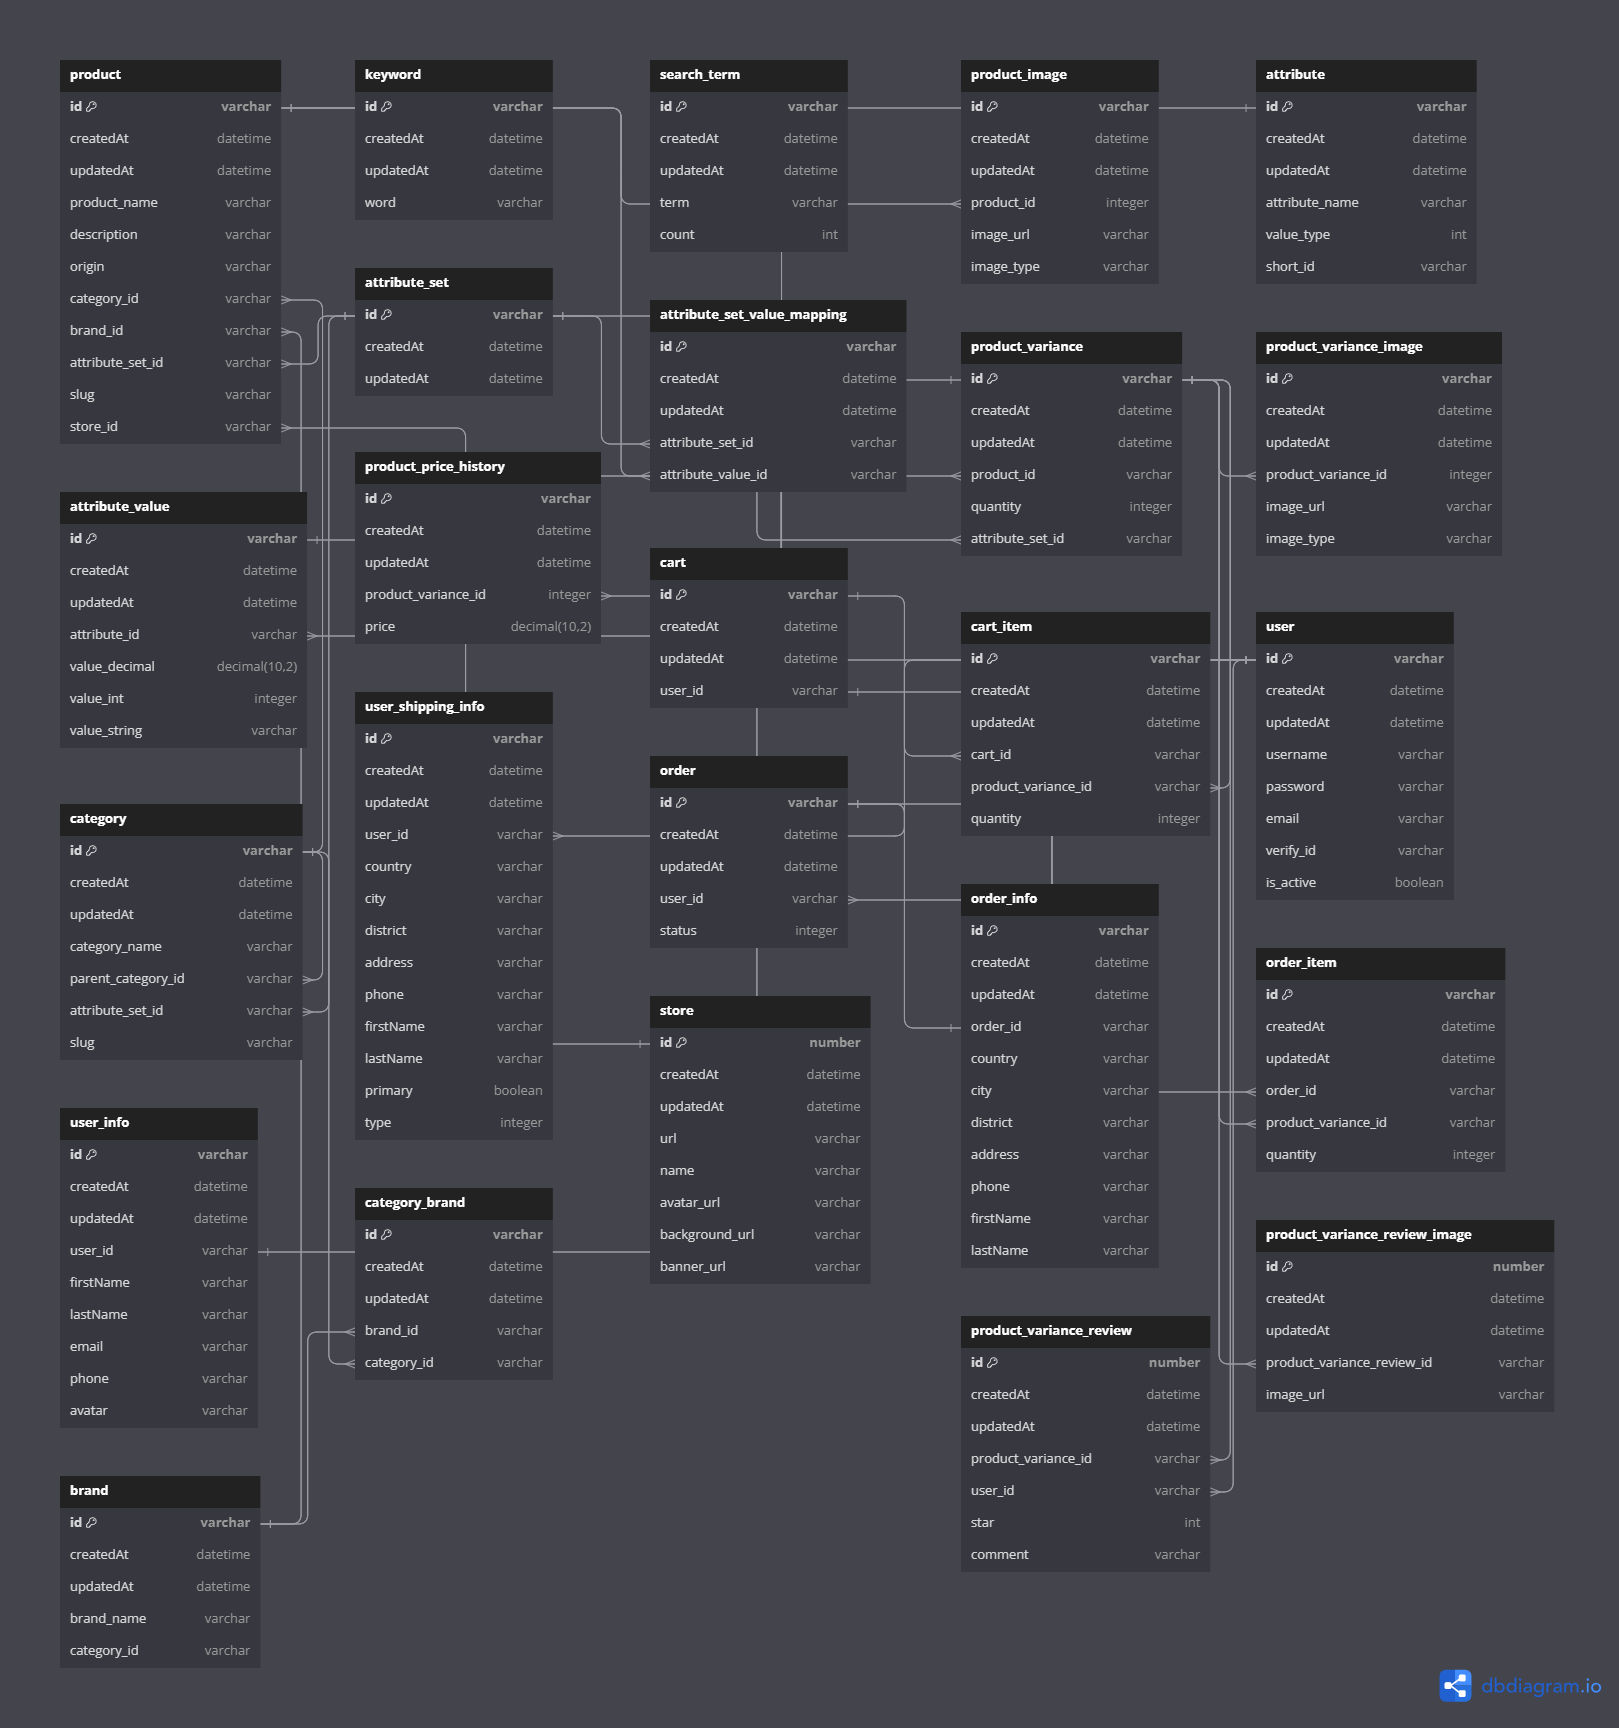 product
id varchar
createdAt datetime
updatedAt datetime
product_name varchar
description varchar
origin varchar
category_id varchar
brand_id varchar
attribute_set_id varchar
slug varchar
store_id varchar
keyword
id varchar
createdAt datetime
updatedAt datetime
word varchar
search_term
id varchar
createdAt datetime
updatedAt datetime
term varchar
count int
product_image
id varchar
createdAt datetime
updatedAt datetime
product_id integer
image_url varchar
image_type varchar
attribute
id varchar
createdAt datetime
updatedAt datetime
attribute_name varchar
value_type int
short_id varchar
attribute_set
id varchar
createdAt datetime
updatedAt datetime
attribute_set_value_mapping
id varchar
createdAt datetime
updatedAt datetime
attribute_set_id varchar
attribute_value_id varchar
product_variance
id varchar
createdAt datetime
updatedAt datetime
product_id varchar
quantity integer
attribute_set_id varchar
product_variance_image
id varchar
createdAt datetime
updatedAt datetime
product_variance_id integer
image_url varchar
image_type varchar
product_price_history
id varchar
createdAt datetime
updatedAt datetime
product_variance_id integer
price decimal(10,2)
attribute_value
id varchar
createdAt datetime
updatedAt datetime
attribute_id varchar
value_decimal decimal(10,2)
value_int integer
value_string varchar
cart
id varchar
createdAt datetime
updatedAt datetime
user_id varchar
cart_item
id varchar
createdAt datetime
updatedAt datetime
cart_id varchar
product_variance_id varchar
quantity integer
user
id varchar
createdAt datetime
updatedAt datetime
username varchar
password varchar
email varchar
verify_id varchar
is_active boolean
user_shipping_info
id varchar
createdAt datetime
updatedAt datetime
user_id varchar
country varchar
city varchar
district varchar
address varchar
phone varchar
firstName varchar
lastName varchar
primary boolean
type integer
order
id varchar
createdAt datetime
updatedAt datetime
user_id varchar
status integer
category
id varchar
createdAt datetime
updatedAt datetime
category_name varchar
parent_category_id varchar
attribute_set_id varchar
slug varchar
order_info
id varchar
createdAt datetime
updatedAt datetime
order_id varchar
country varchar
city varchar
district varchar
address varchar
phone varchar
firstName varchar
lastName varchar
order_item
id varchar
createdAt datetime
updatedAt datetime
order_id varchar
product_variance_id varchar
quantity integer
store
id number
createdAt datetime
updatedAt datetime
url varchar
name varchar
avatar_url varchar
background_url varchar
banner_url varchar
user_info
id varchar
createdAt datetime
updatedAt datetime
user_id varchar
firstName varchar
lastName varchar
email varchar
phone varchar
avatar varchar
category_brand
id varchar
createdAt datetime
updatedAt datetime
brand_id varchar
category_id varchar
product_variance_review_image
id number
createdAt datetime
updatedAt datetime
product_variance_review_id varchar
image_url varchar
product_variance_review
id number
createdAt datetime
updatedAt datetime
product_variance_id varchar
user_id varchar
star int
comment varchar
brand
id varchar
createdAt datetime
updatedAt datetime
brand_name varchar
category_id varchar
dbdiagram.io